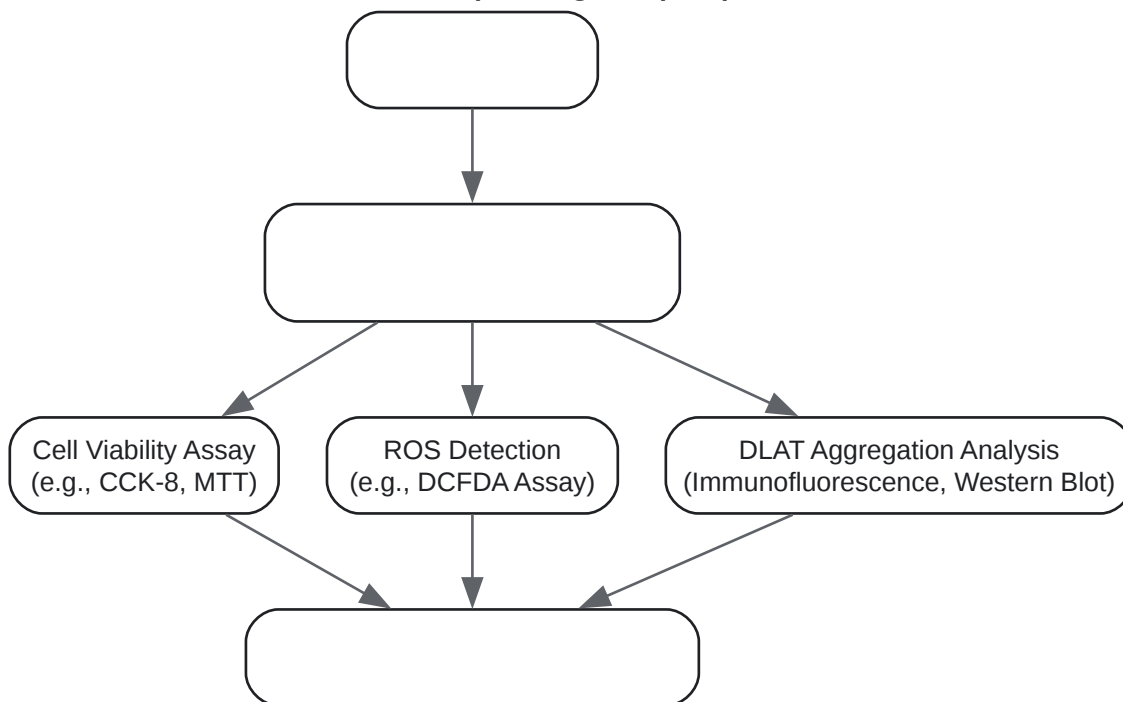 Cell Viability Assay
(e.g., CCK-8, MTT)
ROS Detection
(e.g., DCFDA Assay)
DLAT Aggregation Analysis
(Immunofluorescence, Western Blot)